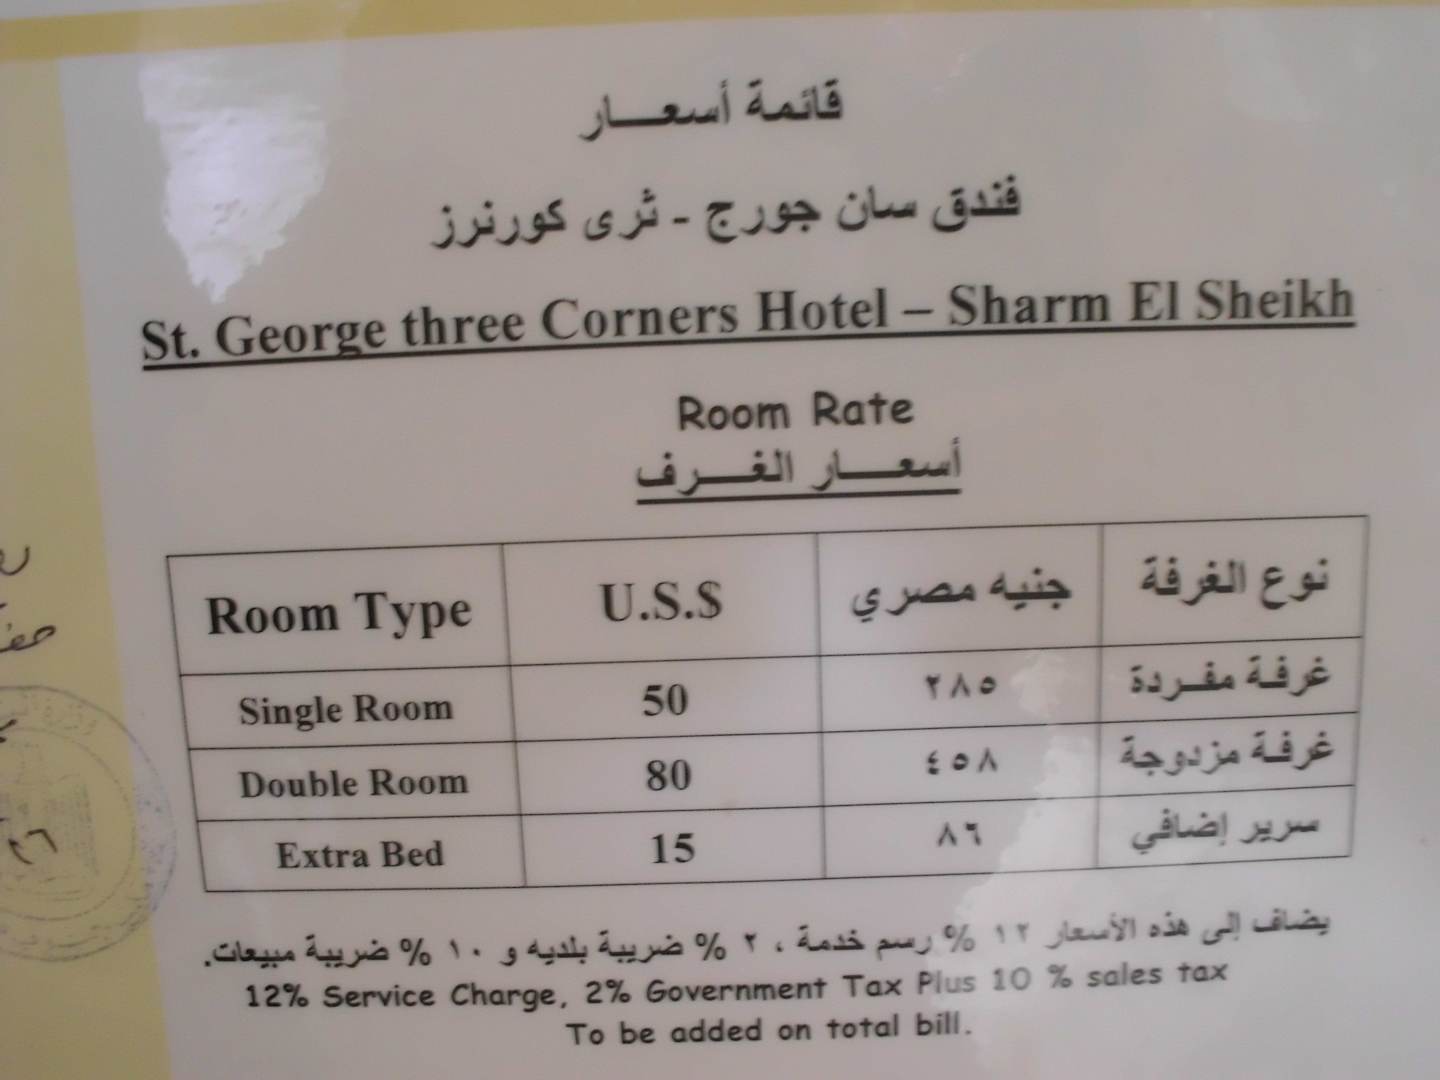 قائمة أسعـــار
فندق سان جورج - ثرى كورنرز
St. George three Corners Hotel – Sharm El Sheikh
Room Rate
أسعـــار الغــرف
Room Type U.S.$ جنيه مصري نوع الغرفة
Single Room 50 ٢٨٥ غرفة مفردة
Double Room 80 ٤٥٨ غرفة مزدوجة
Extra Bed 15 ٨٦ سرير إضافي
يضاف إلى هذه الأسعار ١٢ % رسم خدمة ، ٢ % ضريبة بلديه و ١٠ % ضريبة مبيعات.
12% Service Charge, 2% Government Tax Plus 10 % sales tax
To be added on total bill.